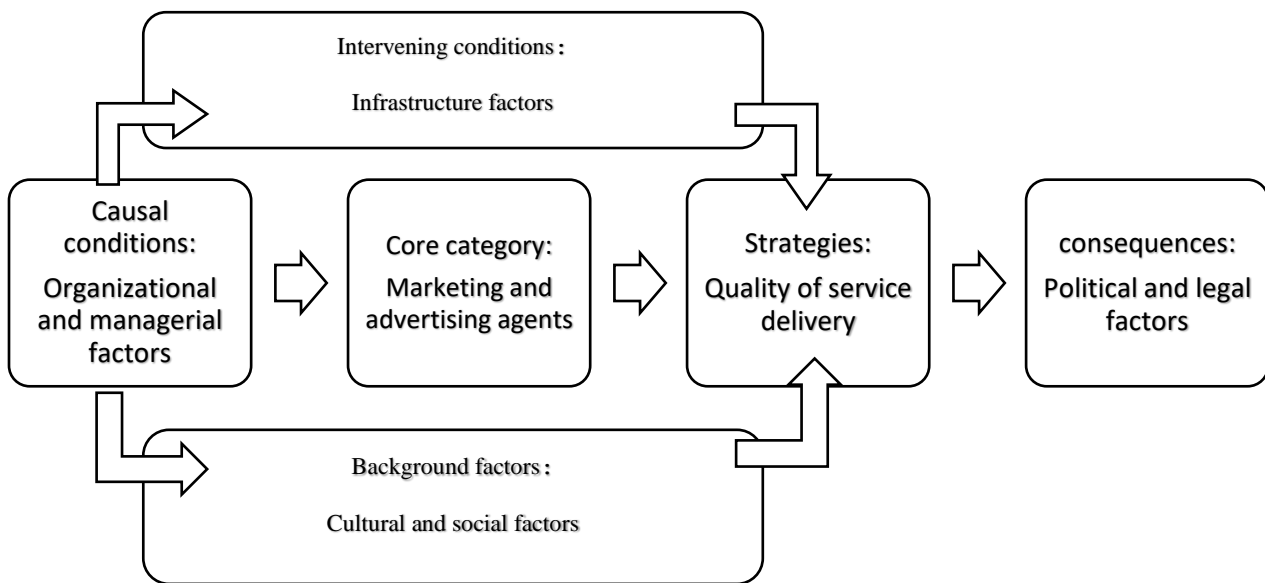 Intervening conditions:
Infrastructure factors
Causal
conditions:
Organizational
and managerial
factors
Core category:
Marketing and
advertising agents
Strategies:
Quality of service
delivery
consequences:
Political and legal
factors
Background factors:
Cultural and social factors